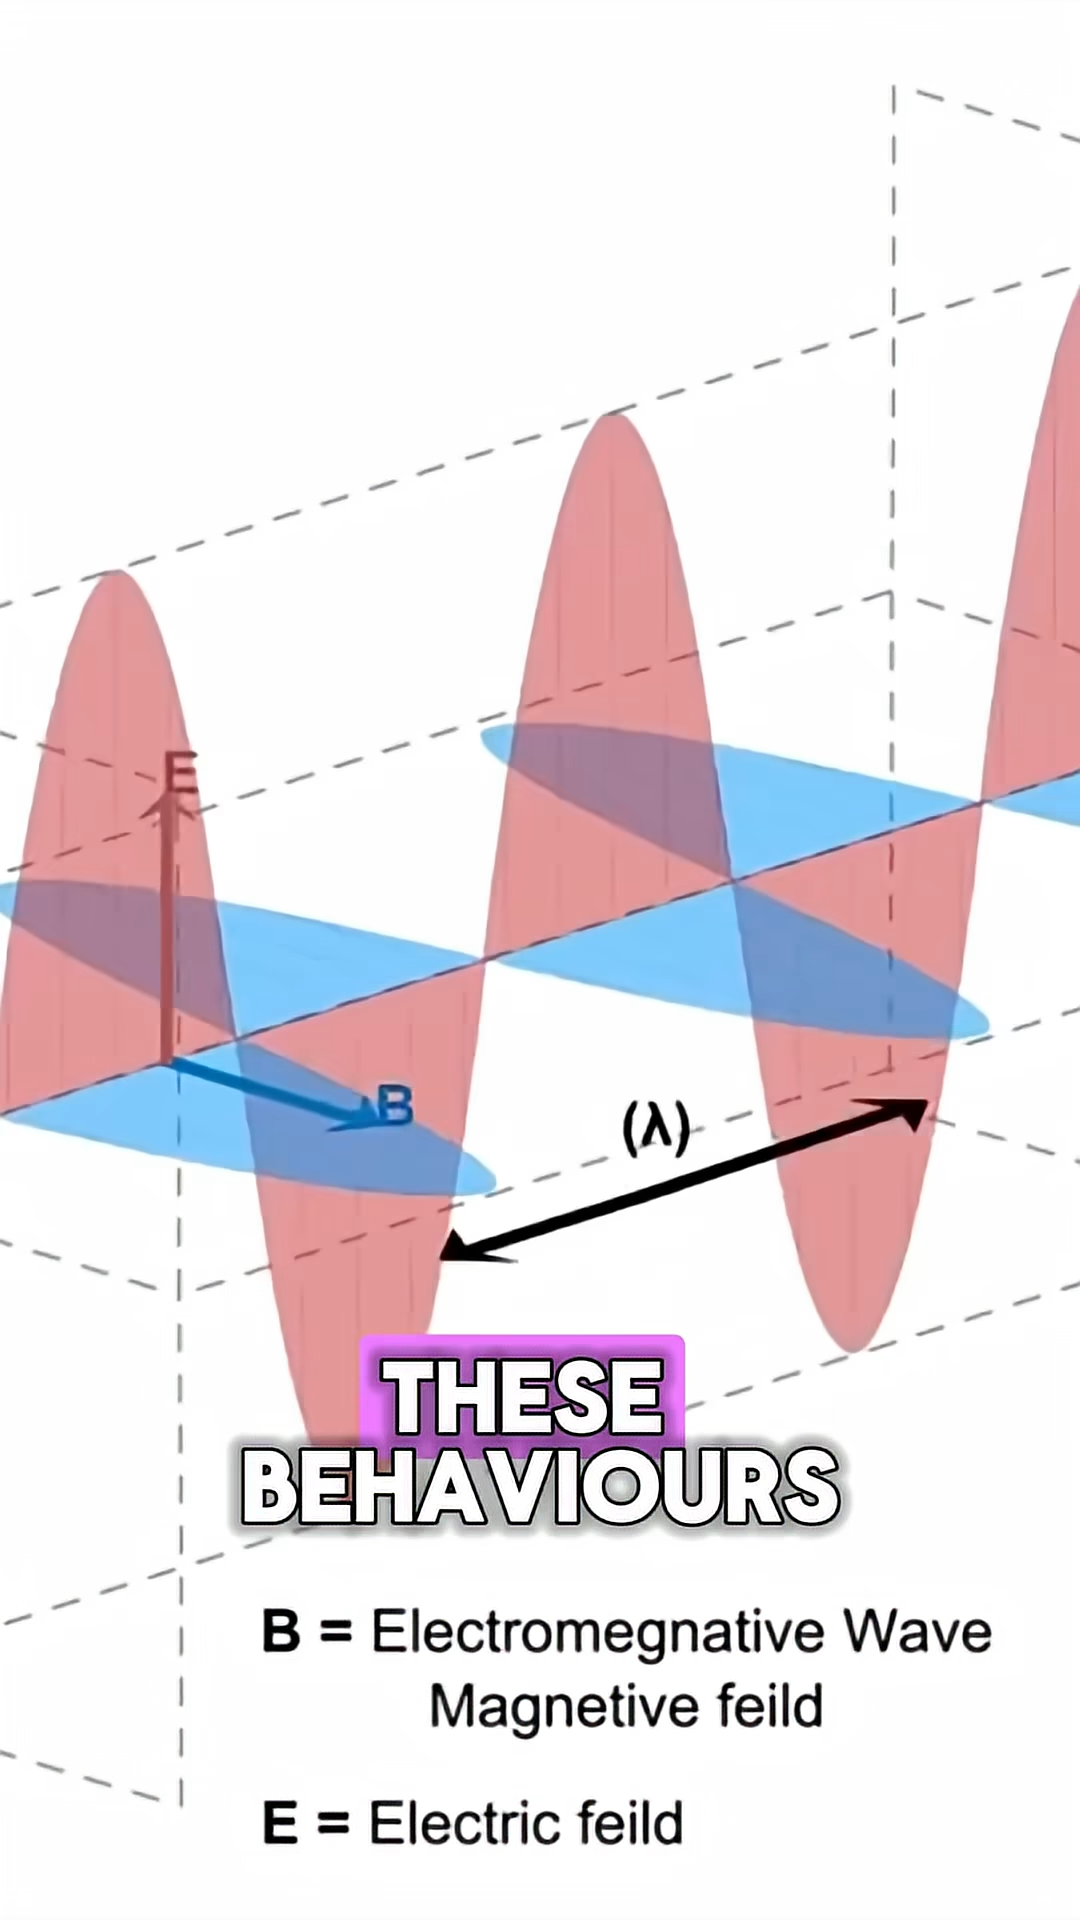 E
B
(λ)
THESE
BEHAVIOURS
B = Electromegnative Wave
Magnetive feild
E = Electric feild